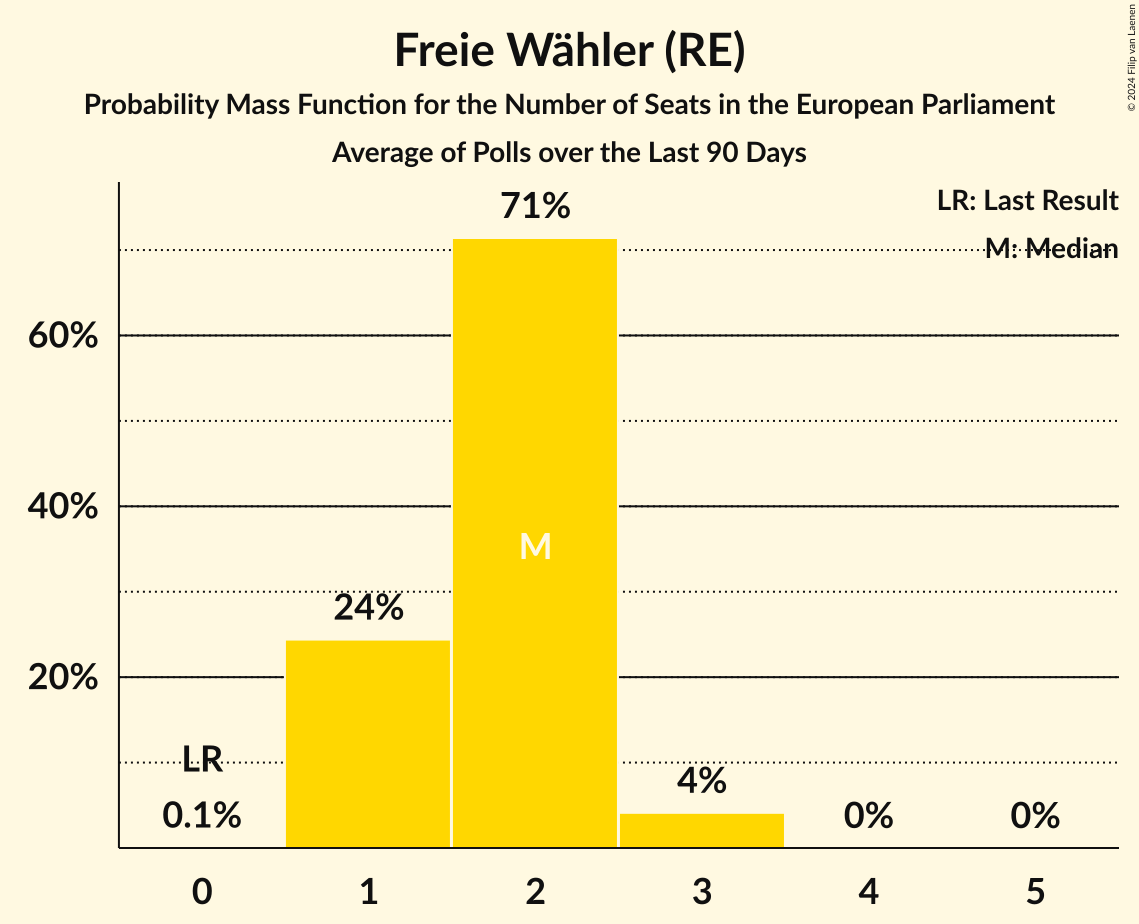 Freie Wähler (RE)
Probability Mass Function for the Number of Seats in the European Parliament
Average of Polls over the Last 90 Days
© 2024 Filip van Laenen
LR: Last Result
M: Median
71%
60%
40%
M
24%
20%
LR
4%
0.1%
0%
0%
0
1
2
3
4
5